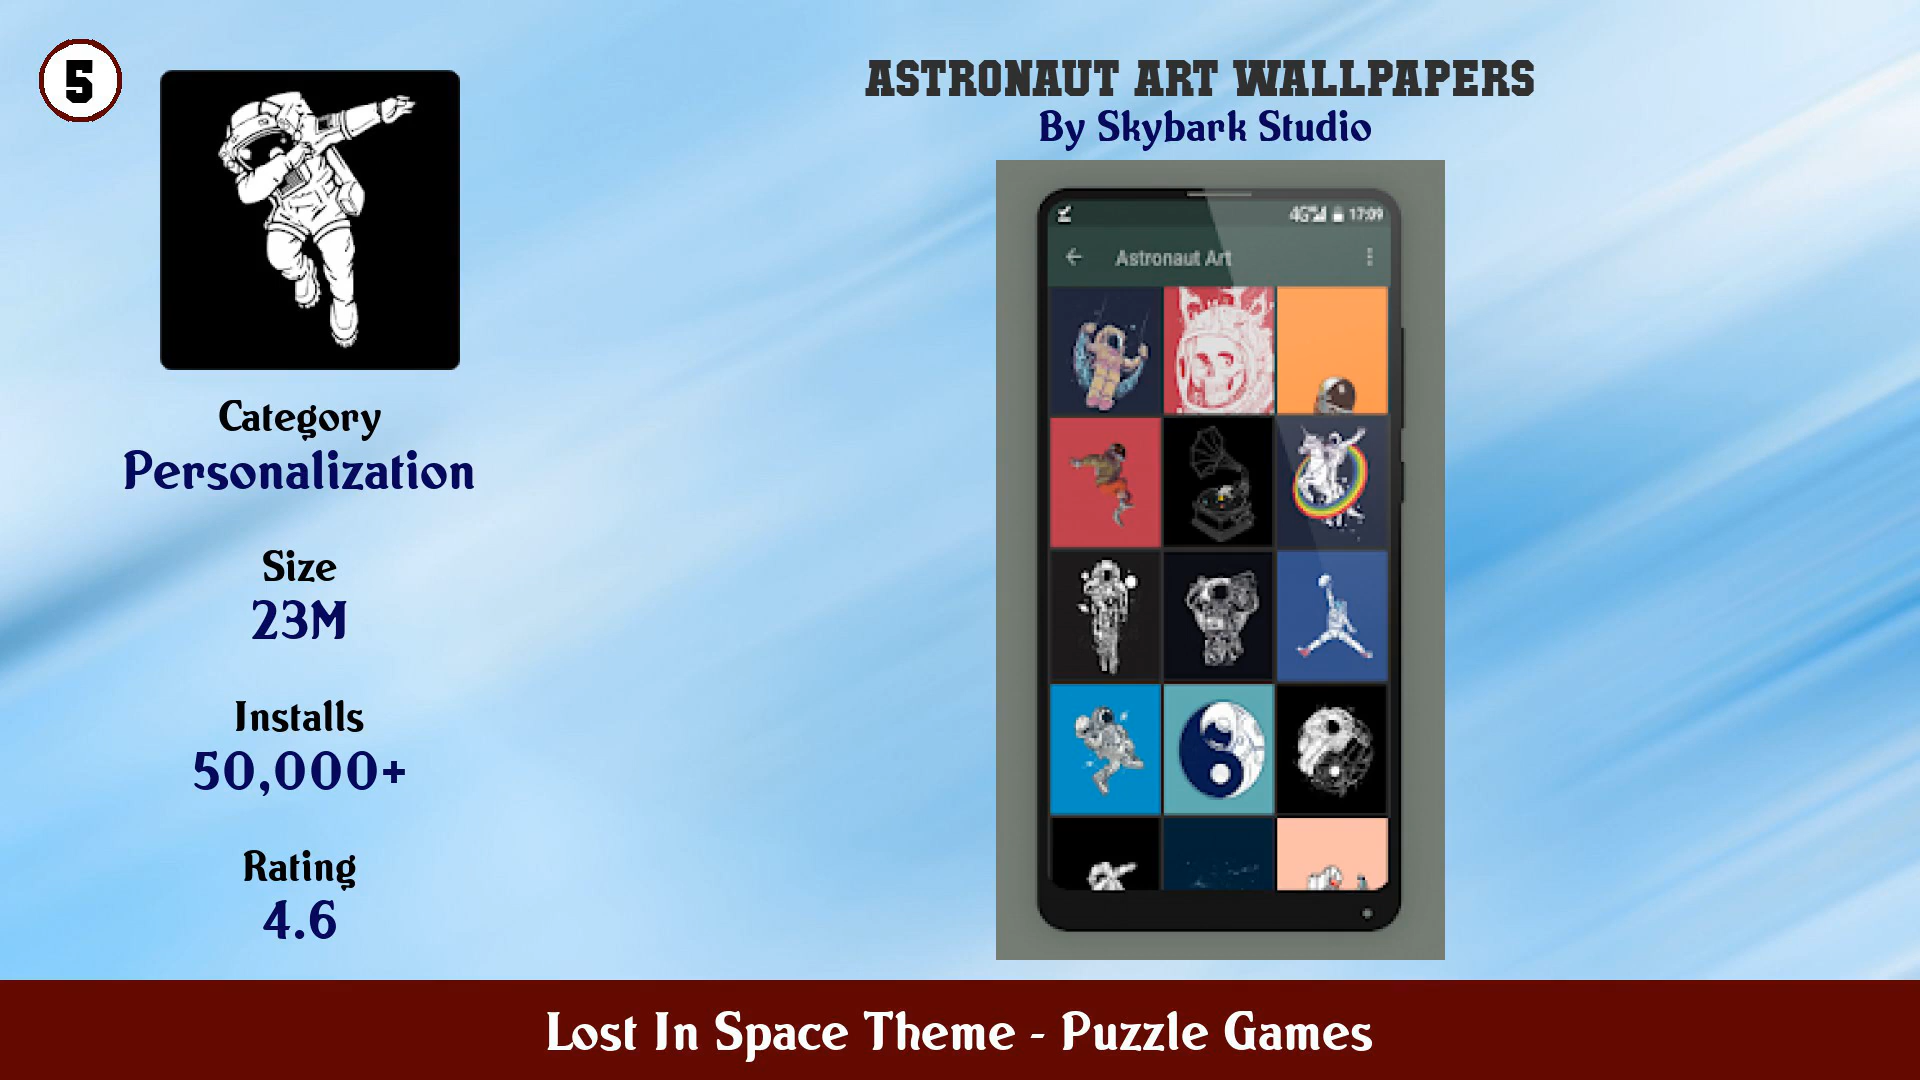 5
ASTRONAUT ART WALLPAPERS
By Skybark Studio
Category
Personalization
Size
23M
Installs
50,000+
Rating
4.6
4G 17:09
Astronaut Art
Lost In Space Theme - Puzzle Games